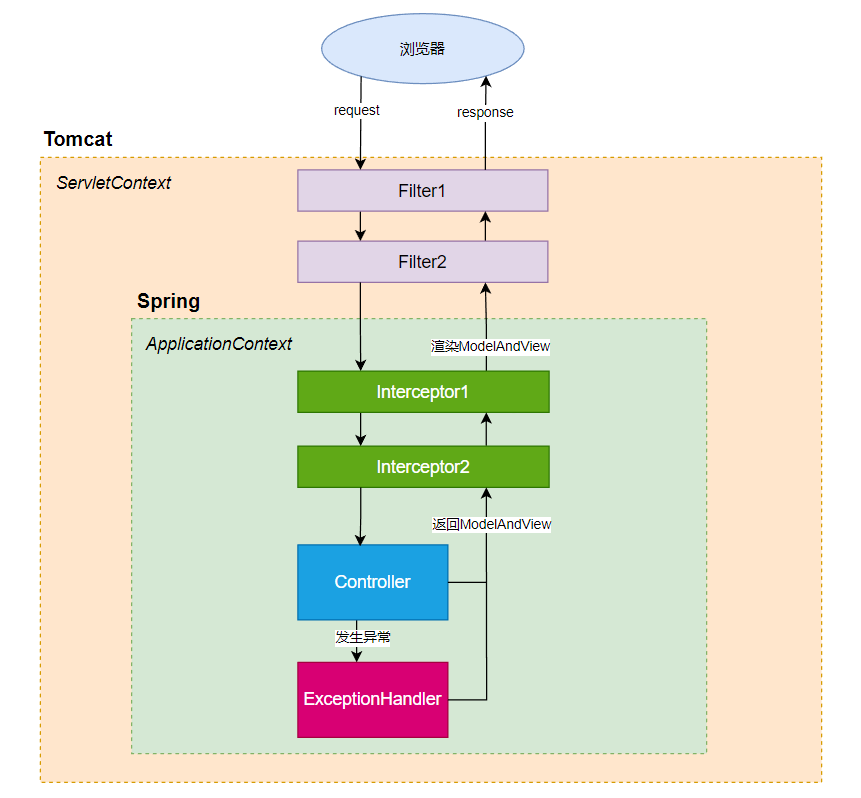 浏览器
request
response
Tomcat
ServletContext
Filter1
Filter2
Spring
ApplicationContext
渲染ModelAndView
Interceptor1
Interceptor2
返回ModelAndView
Controller
发生异常
ExceptionHandler